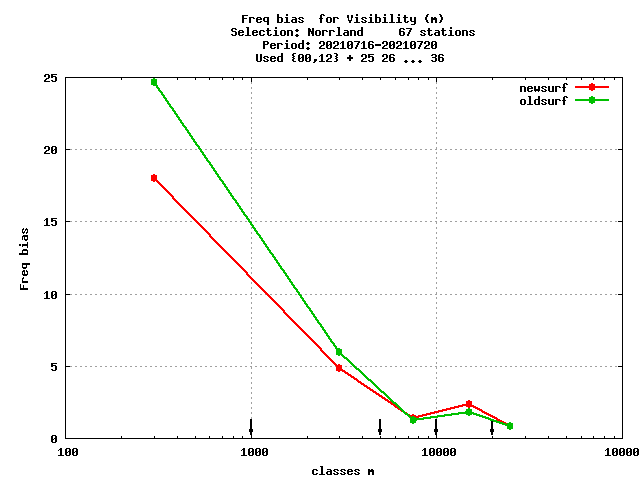 Freq bias  for Visibility (m)
Selection: Norrland     67 stations
Period: 20210716-20210720
Used {00,12} + 25 26 ... 36
newsurf
oldsurf
25
20
15
10
5
0
Freq bias
100
1000
10000
10000
classes m